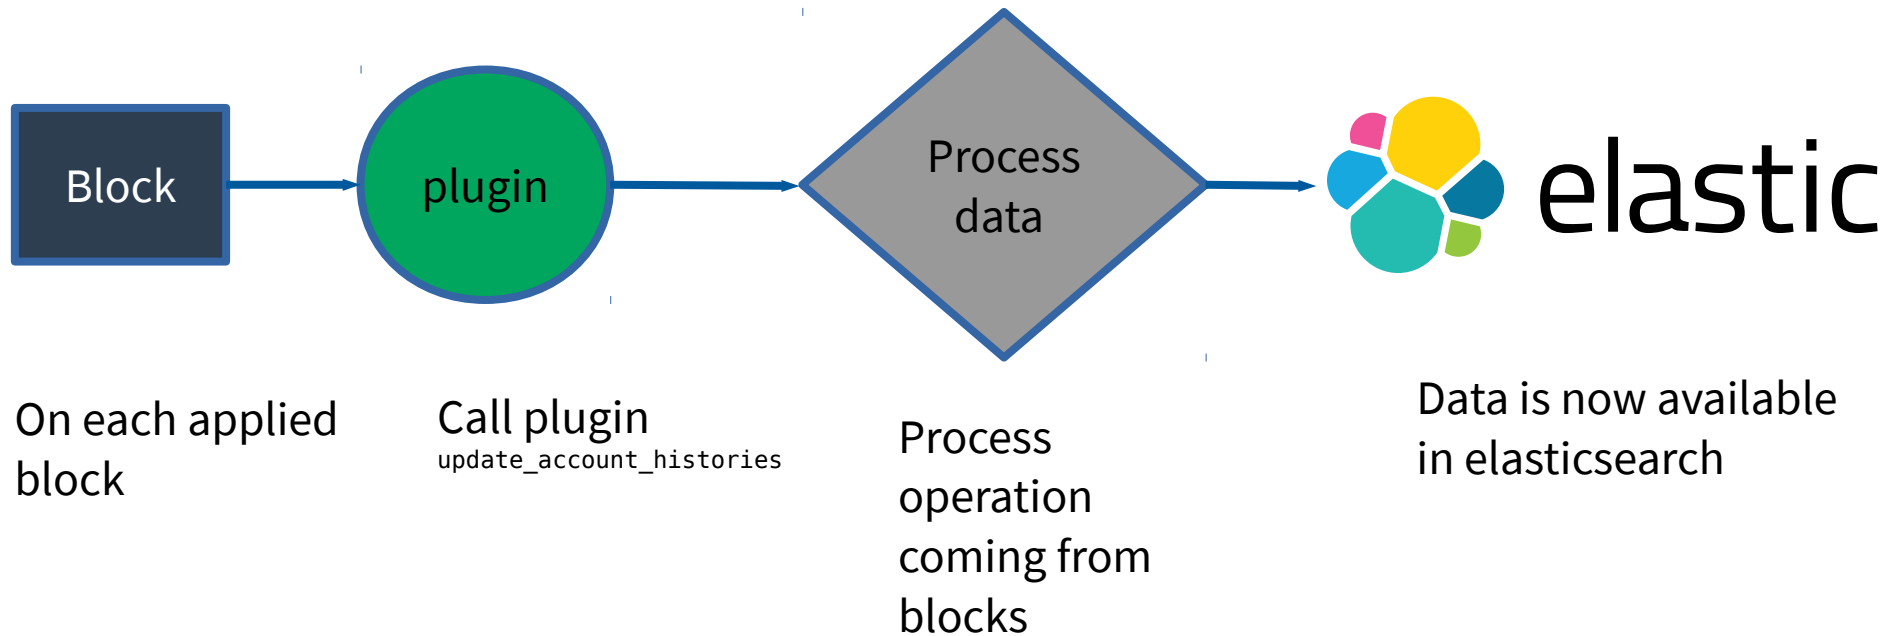 Block
plugin
Process
data
elastic
On each applied
block
Call plugin
update_account_histories
Process
operation
coming from
blocks
Data is now available
in elasticsearch